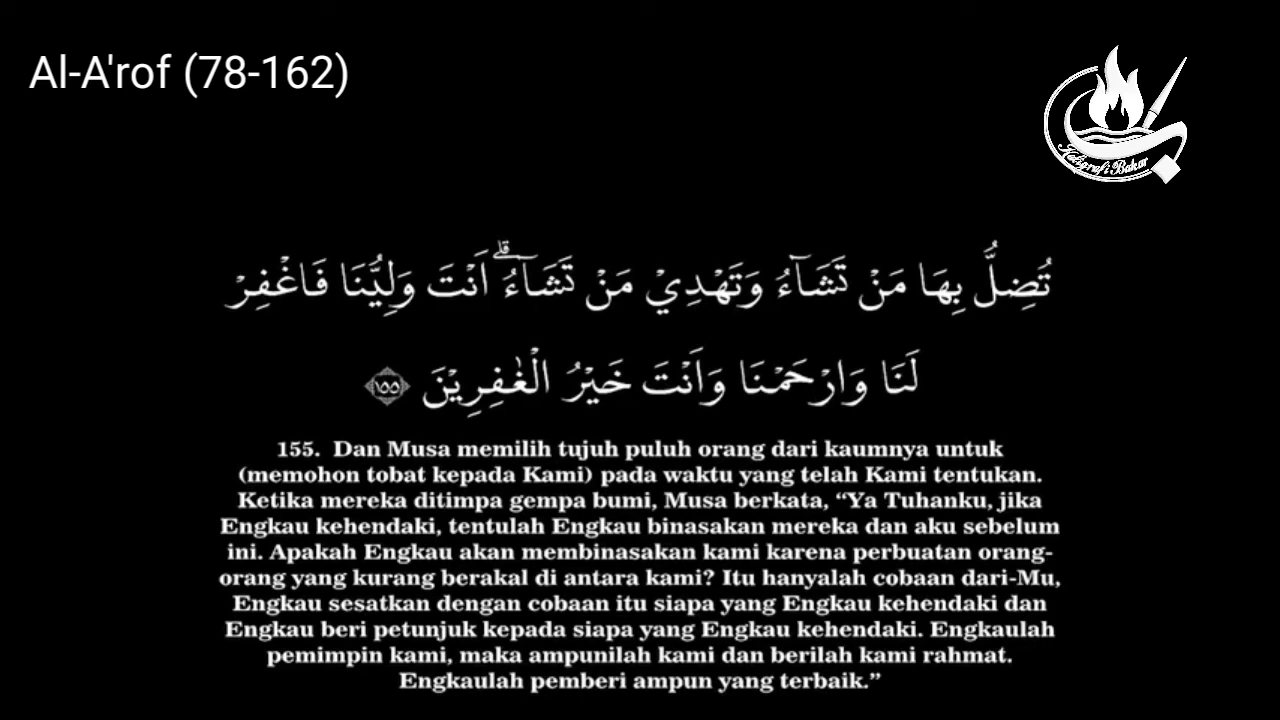 Al-A'rof (78-162)
Kaligrafi Bakar
تُضِلُّ بِهَا مَنْ تَشَاۤءُ وَتَهْدِيْ مَنْ تَشَاۤءُۗ اَنْتَ وَلِيُّنَا فَاغْفِرْ
لَنَا وَارْحَمْنَا وَاَنْتَ خَيْرُ الْغٰفِرِيْنَ ١٥٥
155. Dan Musa memilih tujuh puluh orang dari kaumnya untuk
(memohon tobat kepada Kami) pada waktu yang telah Kami tentukan.
Ketika mereka ditimpa gempa bumi, Musa berkata, “Ya Tuhanku, jika
Engkau kehendaki, tentulah Engkau binasakan mereka dan aku sebelum
ini. Apakah Engkau akan membinasakan kami karena perbuatan orang-
orang yang kurang berakal di antara kami? Itu hanyalah cobaan dari-Mu,
Engkau sesatkan dengan cobaan itu siapa yang Engkau kehendaki dan
Engkau beri petunjuk kepada siapa yang Engkau kehendaki. Engkaulah
pemimpin kami, maka ampunilah kami dan berilah kami rahmat.
Engkaulah pemberi ampun yang terbaik.”